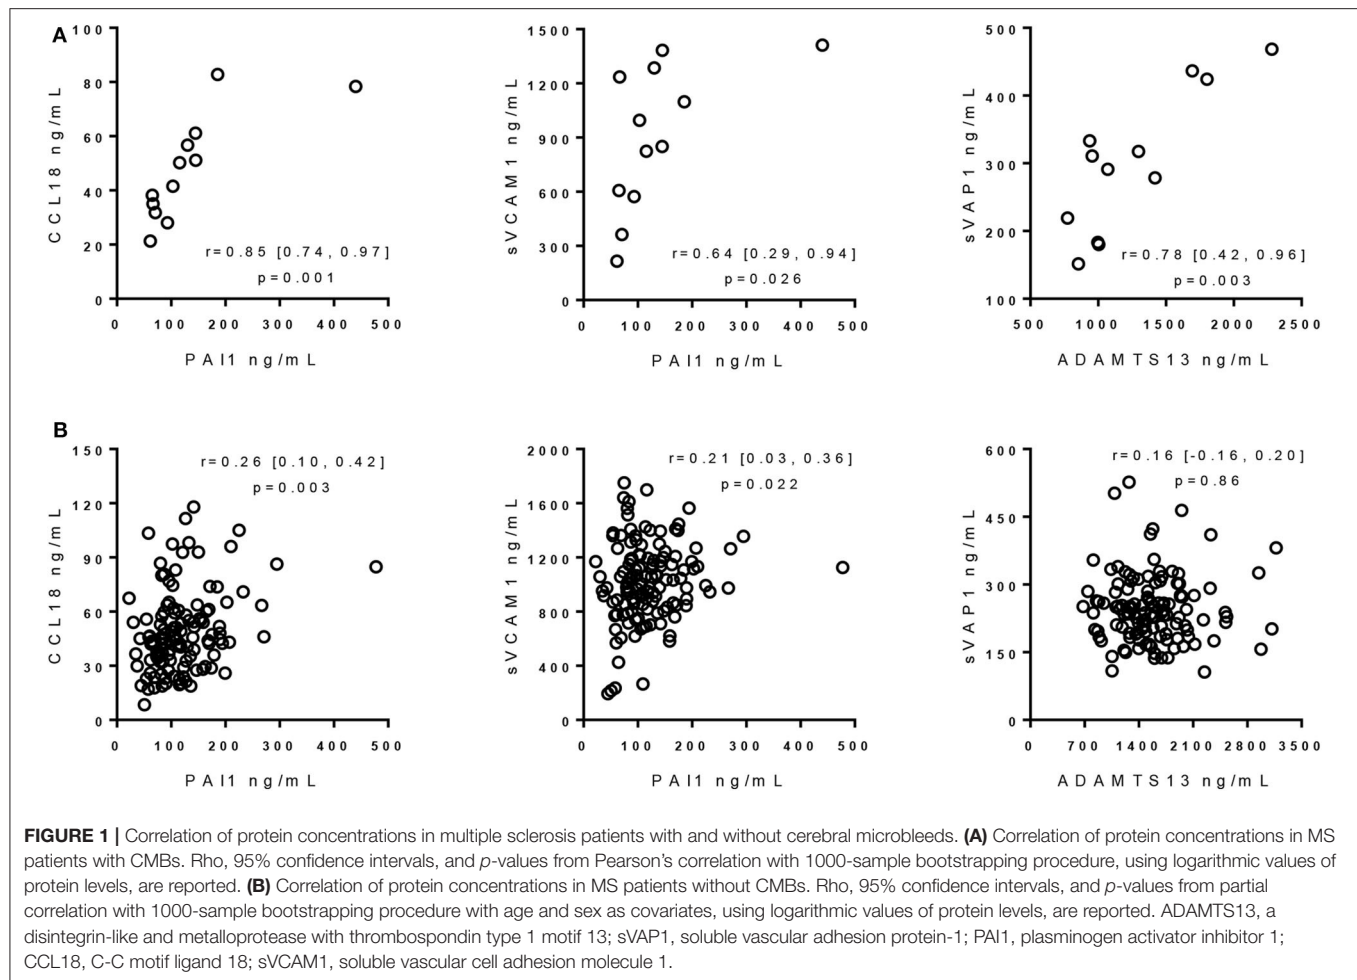 A
CCL18 ng/mL
100
80
60
40
20
0
r=0.85 [0.74, 0.97]
p=0.001
0 100 200 300 400 500
PAI1 ng/mL
sVCAM1 ng/mL
1500
1200
900
600
300
0
r=0.64 [0.29, 0.94]
p=0.026
0 100 200 300 400 500
PAI1 ng/mL
sVAP1 ng/mL
500
400
300
200
100
r=0.78 [0.42, 0.96]
p=0.003
500 1000 1500 2000 2500
ADAMTS13 ng/mL
B
CCL18 ng/mL
150
120
90
60
30
0
r=0.26 [0.10, 0.42]
p=0.003
0 100 200 300 400 500
PAI1 ng/mL
sVCAM1 ng/mL
2000
1600
1200
800
400
0
r=0.21 [0.03, 0.36]
p=0.022
0 100 200 300 400 500
PAI1 ng/mL
sVAP1 ng/mL
600
450
300
150
0
r=0.16 [-0.16, 0.20]
p=0.86
0 700 1400 2100 2800 3500
ADAMTS13 ng/mL
FIGURE 1 | Correlation of protein concentrations in multiple sclerosis patients with and without cerebral microbleeds. (A) Correlation of protein concentrations in MS
patients with CMBs. Rho, 95% confidence intervals, and p-values from Pearson's correlation with 1000-sample bootstrapping procedure, using logarithmic values of
protein levels, are reported. (B) Correlation of protein concentrations in MS patients without CMBs. Rho, 95% confidence intervals, and p-values from partial
correlation with 1000-sample bootstrapping procedure with age and sex as covariates, using logarithmic values of protein levels, are reported. ADAMTS13, a
disintegrin-like and metalloprotease with thrombospondin type 1 motif 13; sVAP1, soluble vascular adhesion protein-1; PAI1, plasminogen activator inhibitor 1;
CCL18, C-C motif ligand 18; sVCAM1, soluble vascular cell adhesion molecule 1.